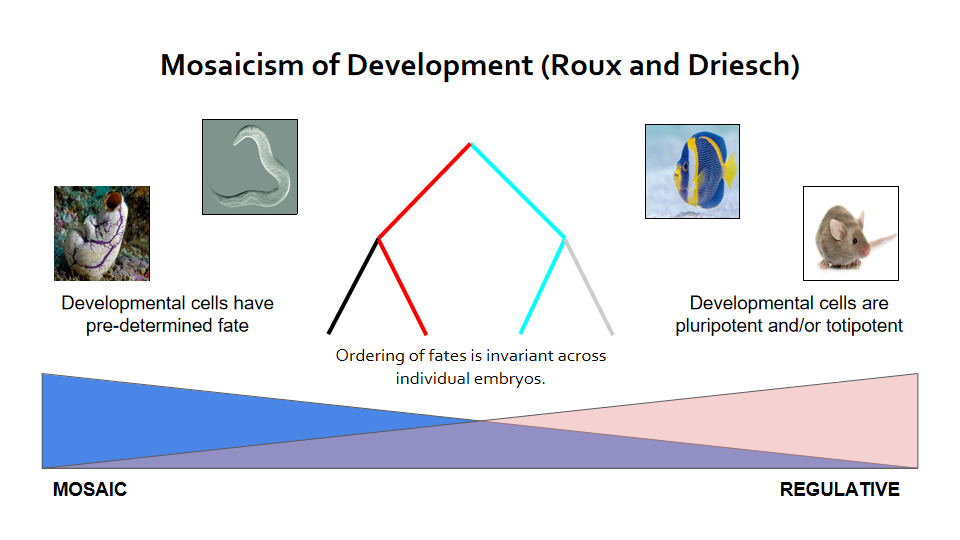 Mosaicism of Development (Roux and Driesch)
Developmental cells have
pre-determined fate
Developmental cells are
pluripotent and/or totipotent
Ordering of fates is invariant across
individual embryos.
MOSAIC
REGULATIVE